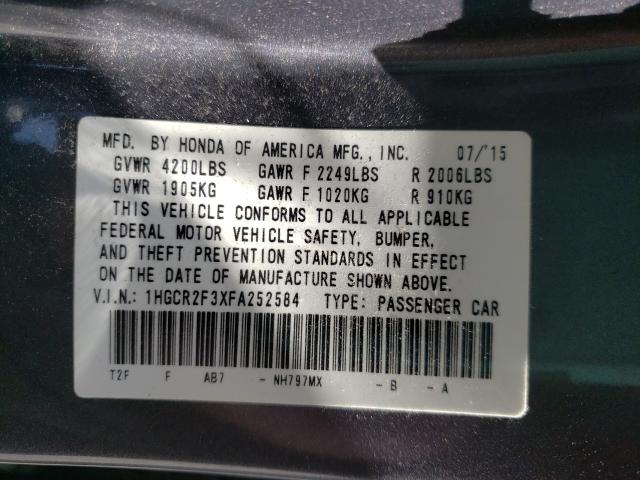 MFD. BY HONDA OF AMERICA MFG., INC. 07/'15
GVWR 4200LBS GAWR F 2249LBS R 2006LBS
GVWR 1905KG GAWR F 1020KG R 910KG
THIS VEHICLE CONFORMS TO ALL APPLICABLE
FEDERAL MOTOR VEHICLE SAFETY, BUMPER,
AND THEFT PREVENTION STANDARDS IN EFFECT
ON THE DATE OF MANUFACTURE SHOWN ABOVE.
V.I.N.: 1HGCR2F3XFA252584 TYPE: PASSENGER CAR
T2F F AB7 - NH797MX - B - A